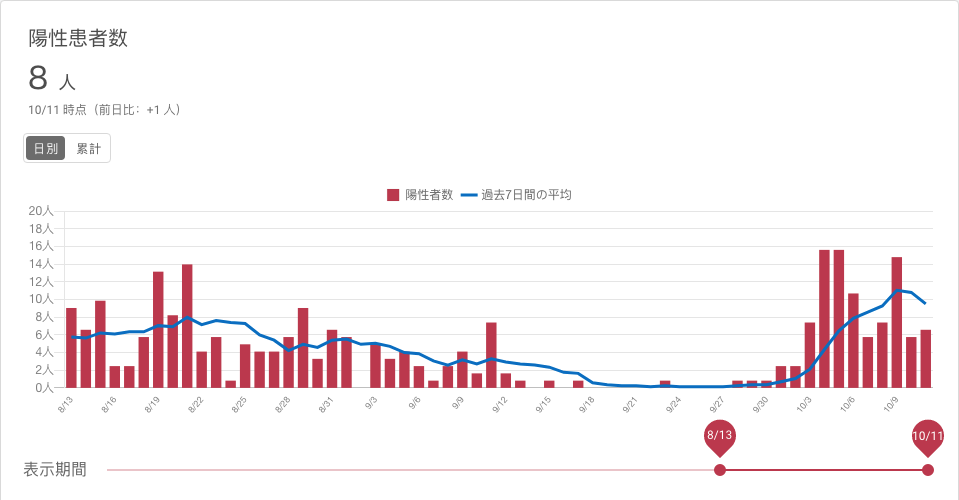 陽性患者数
8 人
10/11 時点（前日比：+1 人）
日別 累計
陽性者数 過去7日間の平均
20人
18人
16人
14人
12人
10人
8人
6人
4人
2人
0人
8/13 8/16 8/19 8/22 8/25 8/28 8/31 9/3 9/6 9/9 9/12 9/15 9/18 9/21 9/24 9/27 9/30 10/3 10/6 10/9
8/13 10/11
表示期間